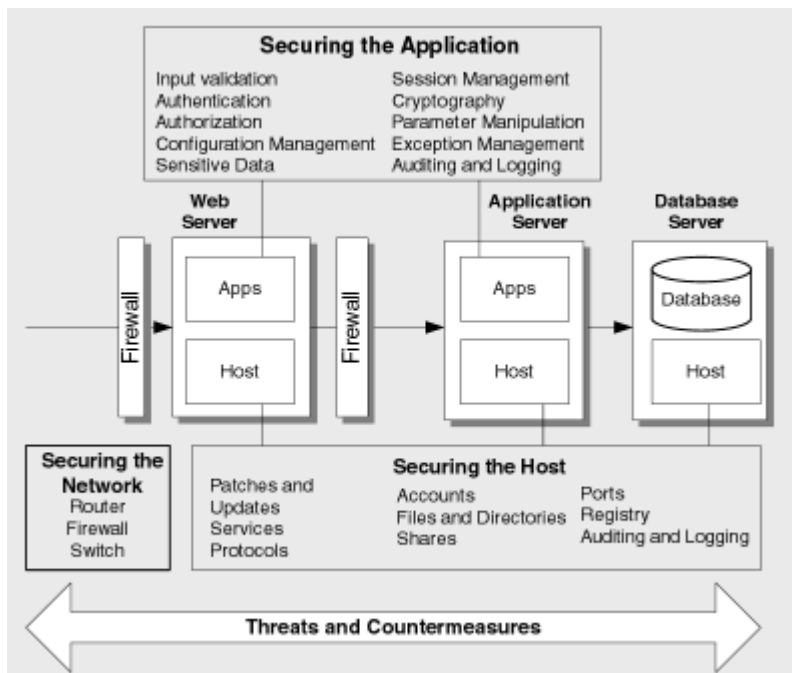 Securing the Application
Input validation
Authentication
Authorization
Configuration Management
Sensitive Data
Session Management
Cryptography
Parameter Manipulation
Exception Management
Auditing and Logging
Web
Server
Application
Server
Database
Server
Firewall
Apps
Host
Firewall
Apps
Host
Database
Host
Securing the
Network
Router
Firewall
Switch
Securing the Host
Patches and
Updates
Services
Protocols
Accounts
Files and Directories
Shares
Ports
Registry
Auditing and Logging
Threats and Countermeasures